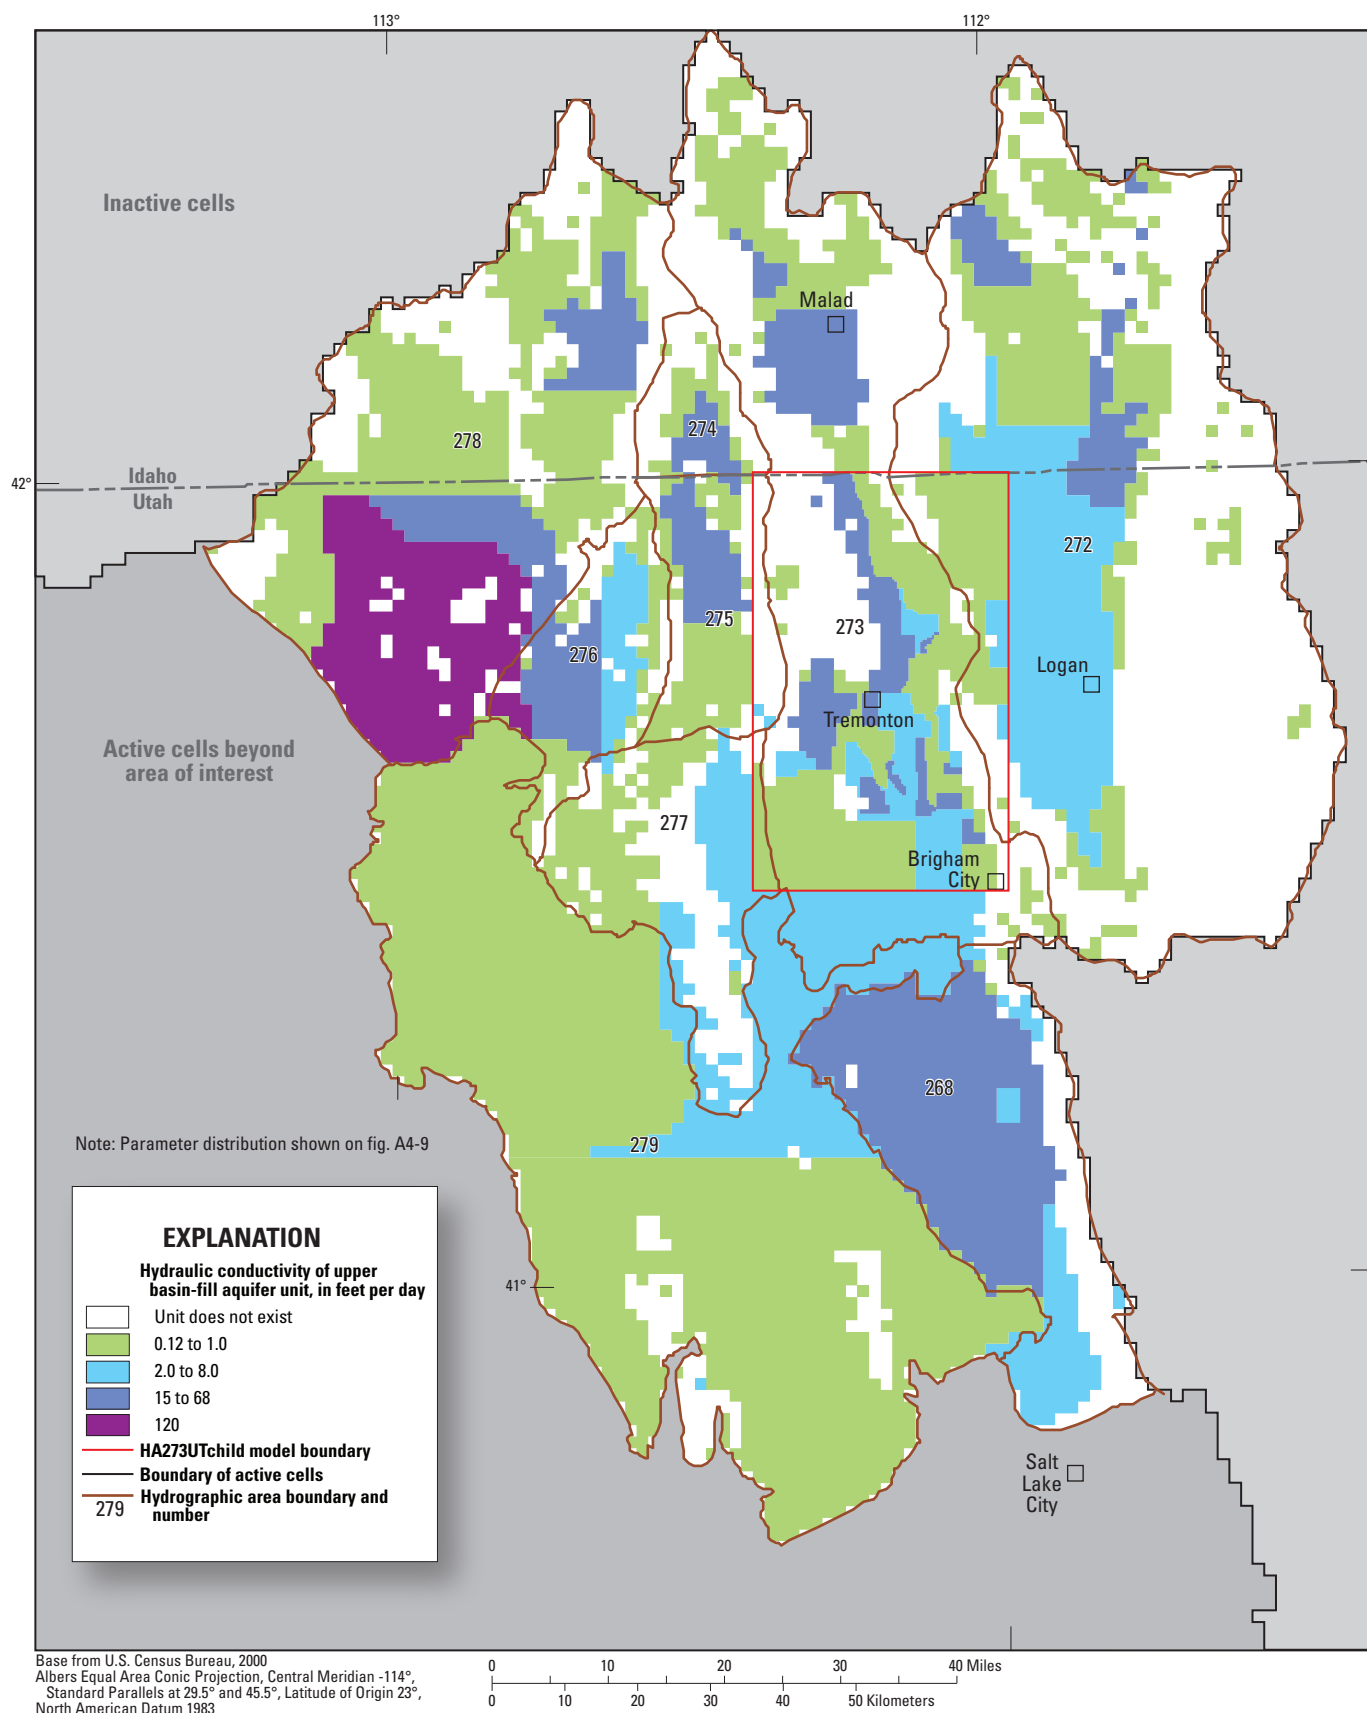 113°
112°
Inactive cells
Malad
274
278
Idaho
42°
Utah
272
275
273
276
Logan
Tremonton
Active cells beyond
area of interest
277
Brigham
City
268
Note: Parameter distribution shown on fig. A4-9
279
41°
EXPLANATION
Hydraulic conductivity of upper
basin-fill aquifer unit, in feet per day
Unit does not exist
0.12 to 1.0
2.0 to 8.0
15 to 68
120
HA273UTchild model boundary
Boundary of active cells
Hydrographic area boundary and
279 number
Salt
Lake
City
Base from U.S. Census Bureau, 2000
Albers Equal Area Conic Projection, Central Meridian -114°,
Standard Parallels at 29.5° and 45.5°, Latitude of Origin 23°,
North American Datum 1983
0 10 20 30 40 Miles
0 10 20 30 40 50 Kilometers